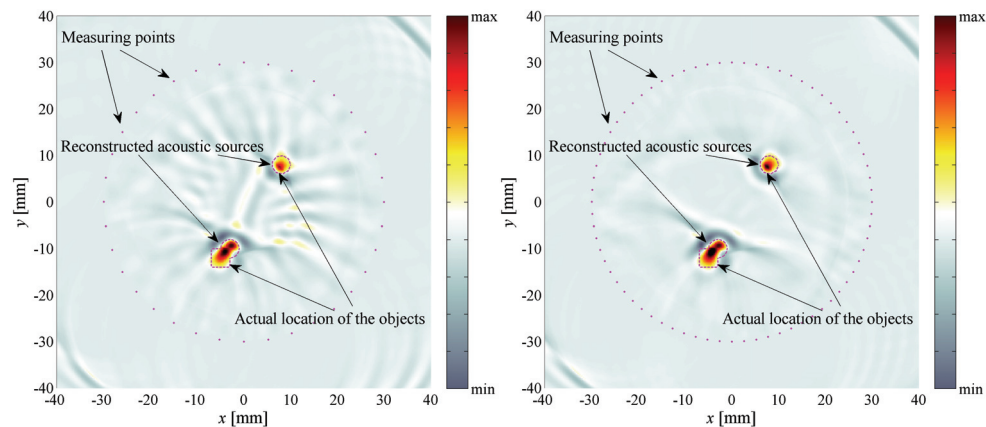 40
30
20
10
0
-10
-20
-30
-40
y [mm]
-40 -30 -20 -10 0 10 20 30 40
x [mm]
Measuring points
Reconstructed acoustic sources
Actual location of the objects
max
min
40
30
20
10
0
-10
-20
-30
-40
y [mm]
-40 -30 -20 -10 0 10 20 30 40
x [mm]
Measuring points
Reconstructed acoustic sources
Actual location of the objects
max
min